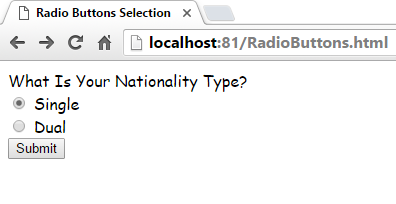 Radio Buttons Selection
localhost:81/RadioButtons.html
What Is Your Nationality Type?
Single
Dual
Submit